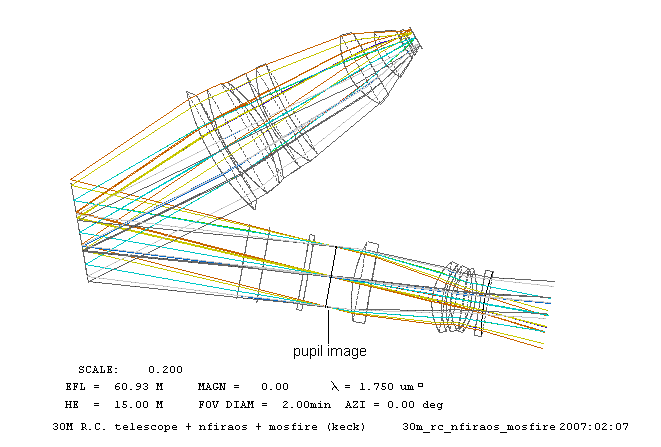 pupil image
SCALE: 0.200
EFL = 60.93 M MAGN = 0.00 λ = 1.750 um
HE = 15.00 M FOV DIAM = 2.00min AZI = 0.00 deg
30M R.C. telescope + nfiraos + mosfire (keck) 30m_rc_nfiraos_mosfire 2007:02:07